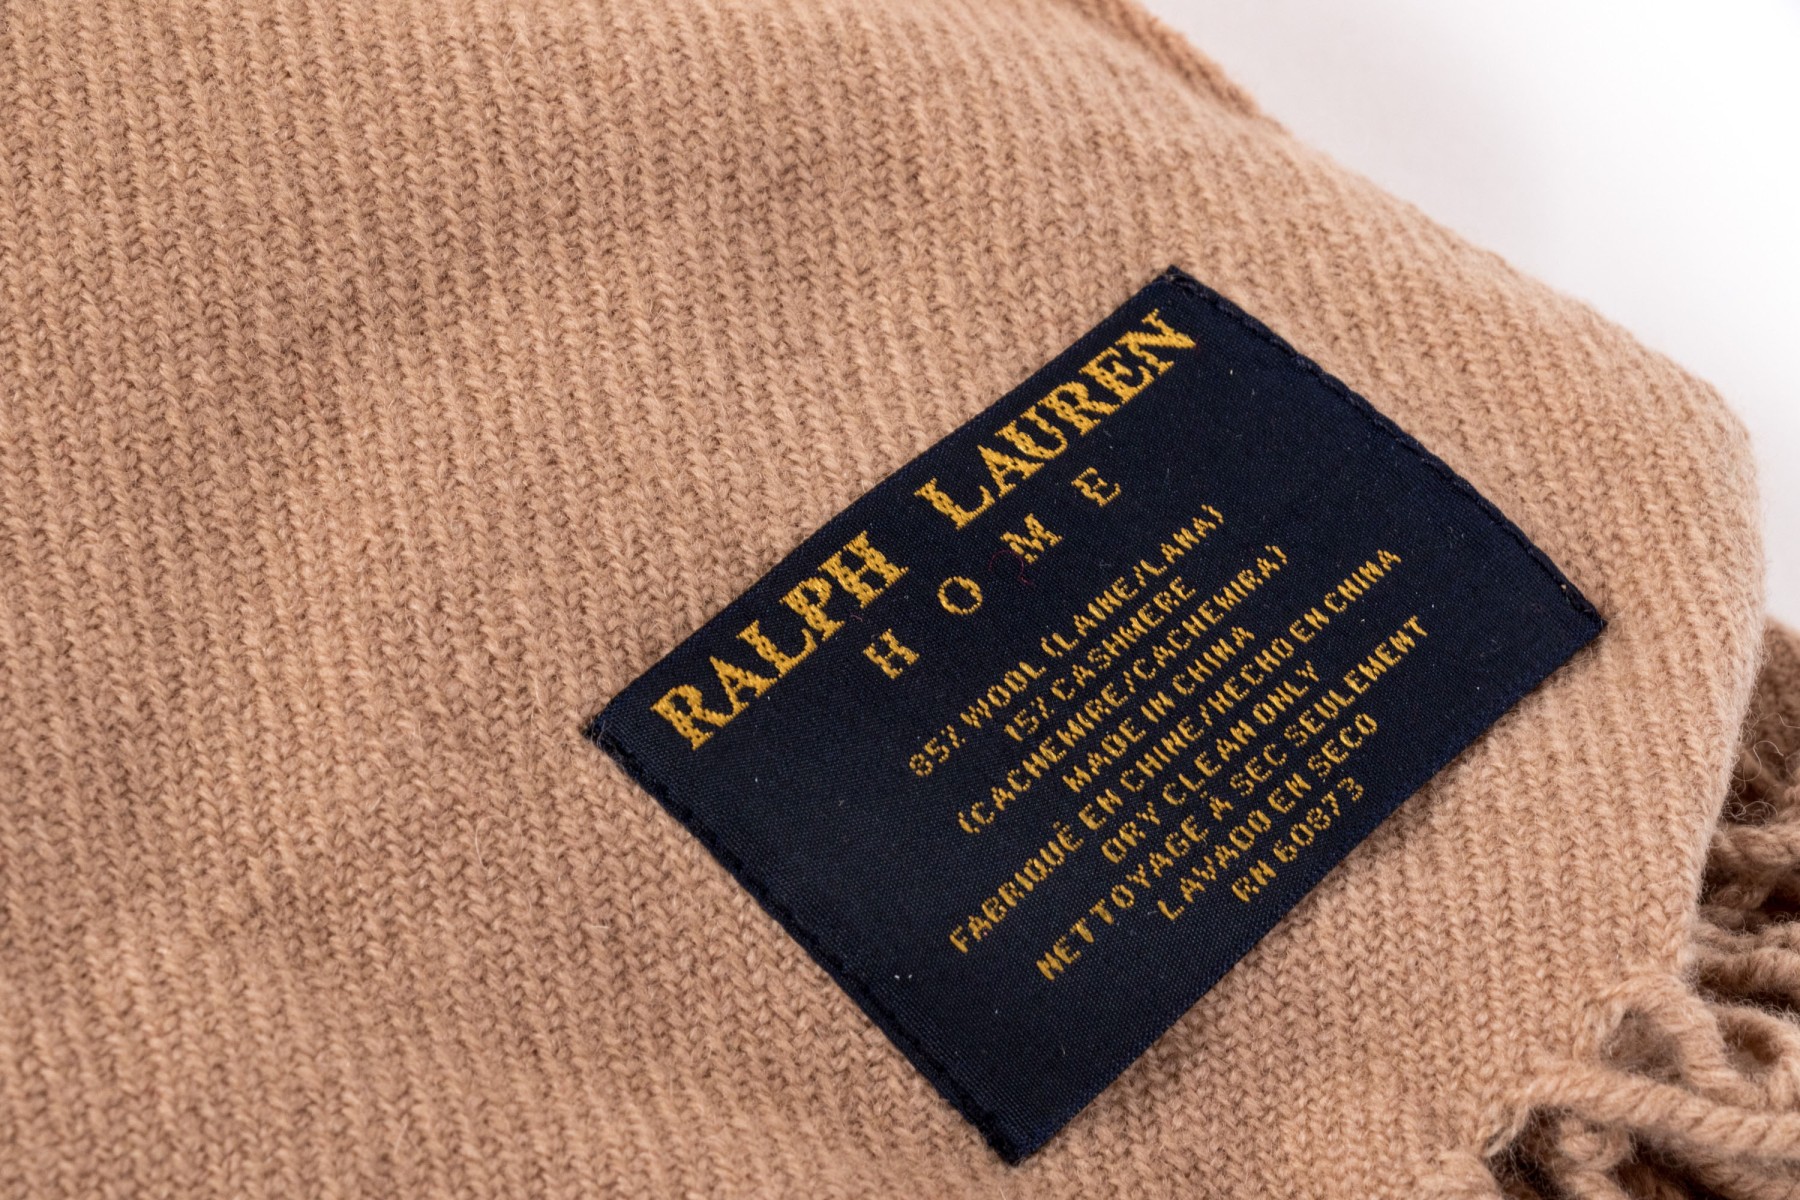 RALPH LAUREN
HOME
85% WOOL (LAINE/LANA)
15% CASHMERE
(CACHEMIRE/CACHEMIRA)
MADE IN CHINA
FABRIQUÉ EN CHINE/HECHO EN CHINA
DRY CLEAN ONLY
NETTOYAGE À SEC SEULEMENT
LAVADO EN SECO
RN 60873